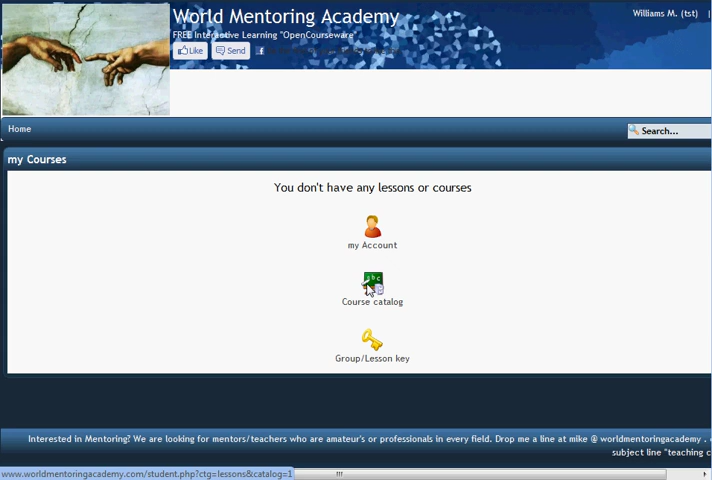 World Mentoring Academy
Williams M. (tst) |
FREE Interactive Learning "OpenCourseware"
Like
Send
Home
Search...
my Courses
You don't have any lessons or courses
my Account
abc
Course catalog
Group/Lesson key
Interested in Mentoring? We are looking for mentors/teachers who are amateur's or professionals in every field. Drop me a line at mike @ worldmentoringacademy .
subject line "teaching c
www.worldmentoringacademy.com/student.php?ctg=lessons&catalog=1